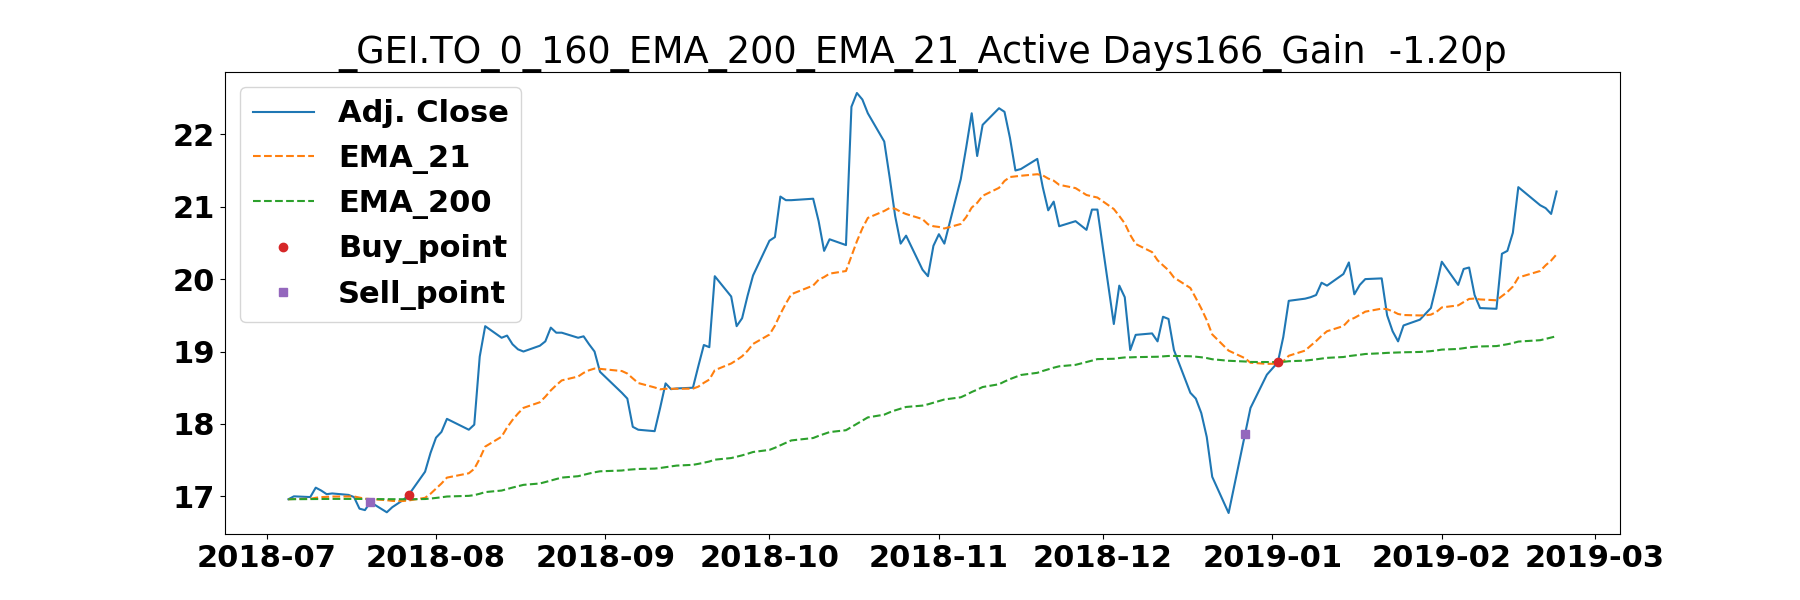 _GEI.TO_0_160_EMA_200_EMA_21_Active Days166_Gain  -1.20p
Adj. Close
EMA_21
EMA_200
Buy_point
Sell_point
22
21
20
19
18
17
2018-07 2018-08 2018-09 2018-10 2018-11 2018-12 2019-01 2019-02 2019-03